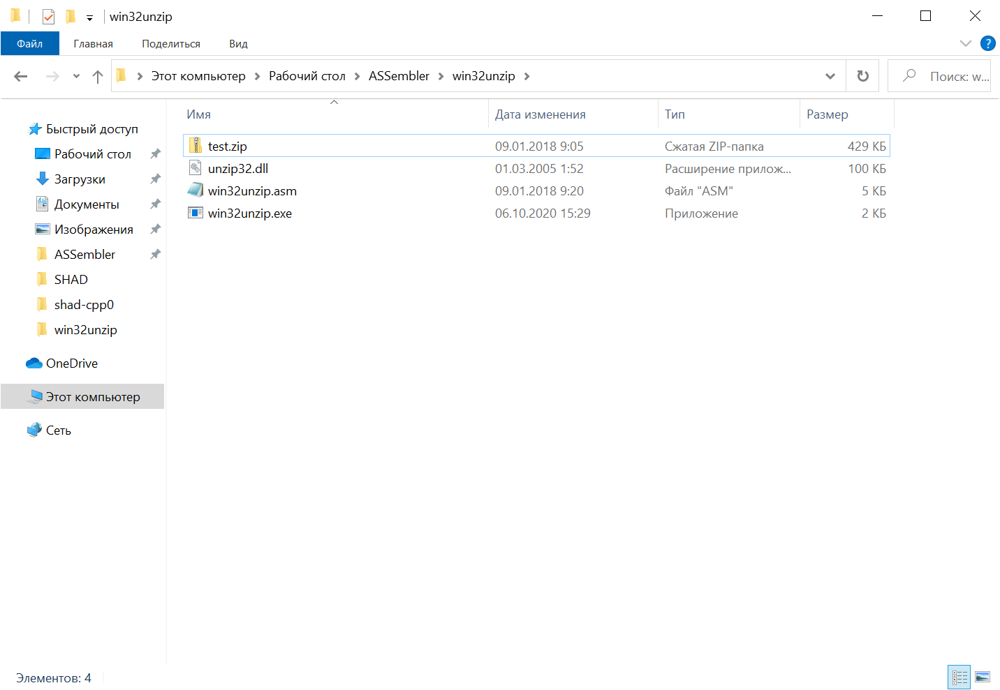 win32unzip
Файл Главная Поделиться Вид
Этот компьютер Рабочий стол ASSembler win32unzip Поиск: w...
Имя Дата изменения Тип Размер
test.zip 09.01.2018 9:05 Сжатая ZIP-папка 429 КБ
unzip32.dll 01.03.2005 1:52 Расширение прилож... 100 КБ
win32unzip.asm 09.01.2018 9:20 Файл "ASM" 5 КБ
win32unzip.exe 06.10.2020 15:29 Приложение 2 КБ
Быстрый доступ
Рабочий стол
Загрузки
Документы
Изображения
ASSembler
SHAD
shad-cpp0
win32unzip
OneDrive
Этот компьютер
Сеть
Элементов: 4